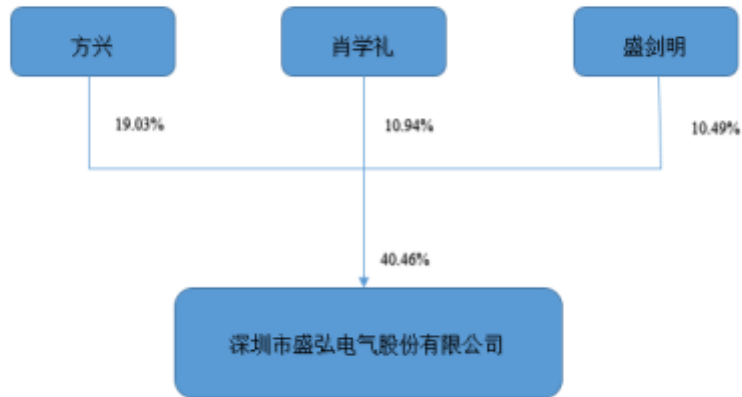 方兴
肖学礼
盛剑明
19.03%
10.94%
10.49%
40.46%
深圳市盛弘电气股份有限公司